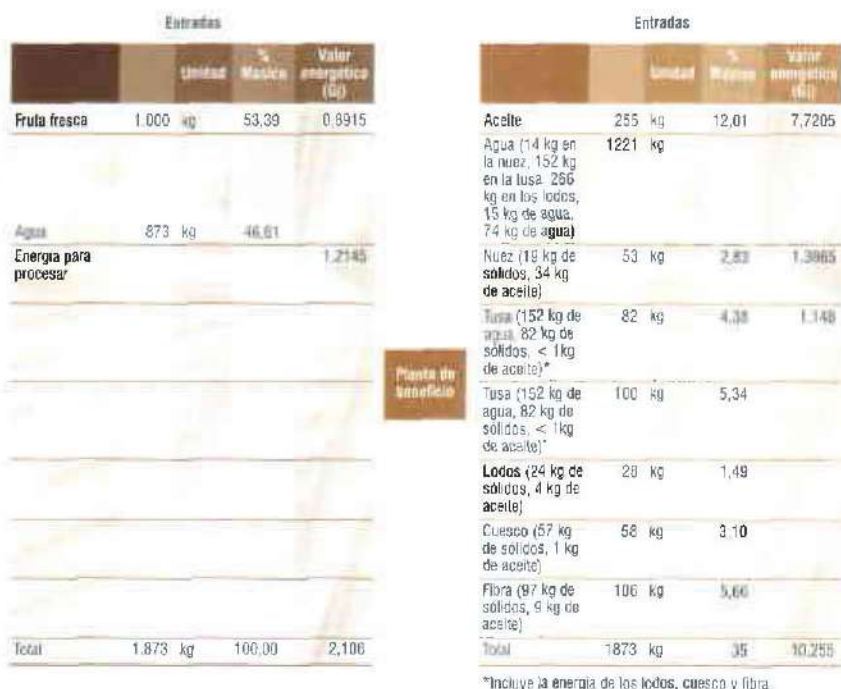 Entradas
Unidad % Másico Valor energético (GJ)
Fruta fresca 1.000 kg 53,39 0,8915
Agua 873 kg 46,61
Energía para 1,2145
procesar
Total 1.873 kg 100,00 2,106
Planta de
beneficio
Entradas
Unidad % Másico Valor energético (GJ)
Aceite 255 kg 12,01 7,7205
Agua (14 kg en 1221 kg
la nuez, 152 kg
en la tusa 266
kg en los lodos,
15 kg de agua,
74 kg de agua)
Nuez (19 kg de 53 kg 2,83 1,3865
sólidos, 34 kg
de aceite)
Tusa (152 kg de 82 kg 4,38 1,148
agua, 82 kg de
sólidos, < 1kg
de aceite)*
Tusa (152 kg de 100 kg 5,34
agua, 82 kg de
sólidos, < 1kg
de aceite)*
Lodos (24 kg de 28 kg 1,49
sólidos, 4 kg de
aceite)
Cuesco (57 kg 58 kg 3,10
de solidos, 1 kg
de aceite)
Fibra (97 kg de 106 kg 5,66
sólidos, 9 kg de
aceite)
Total 1873 kg 35 10,255
*Incluye la energía de los lodos, cuesco y fibra